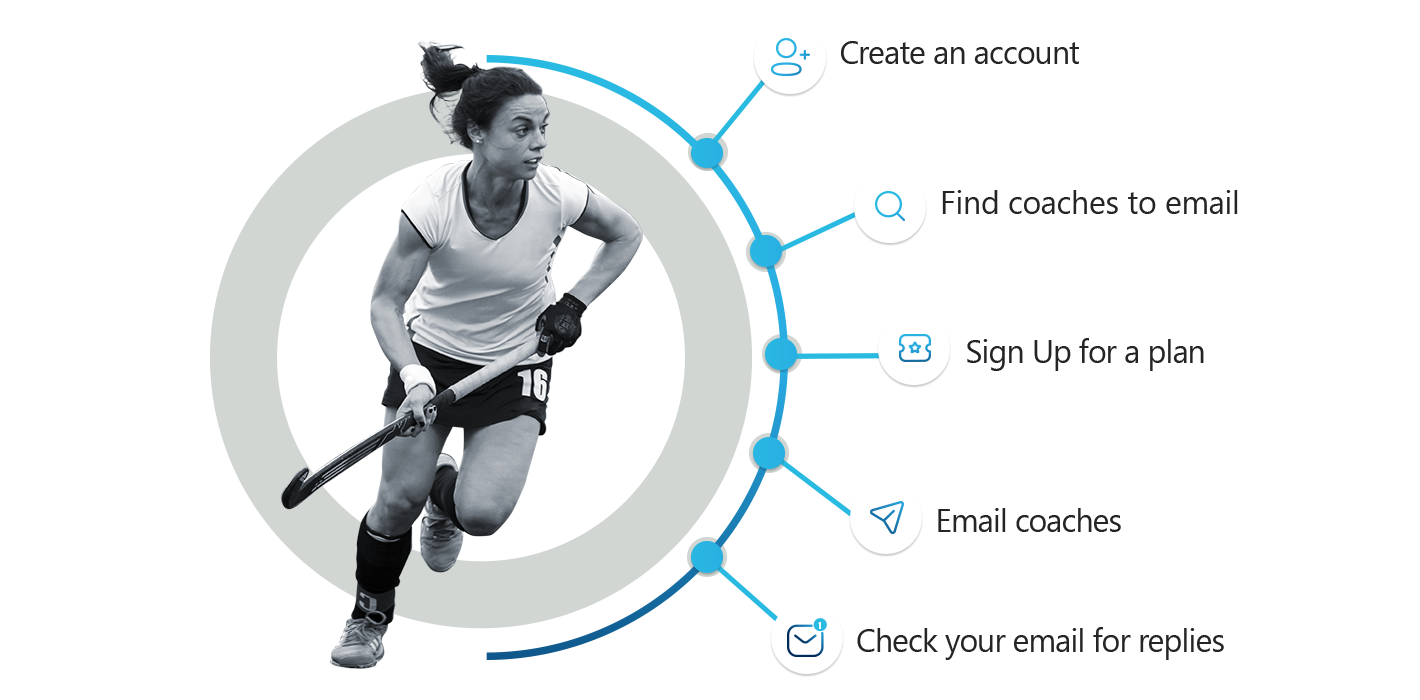 Create an account
Find coaches to email
Sign Up for a plan
Email coaches
1
Check your email for replies
16